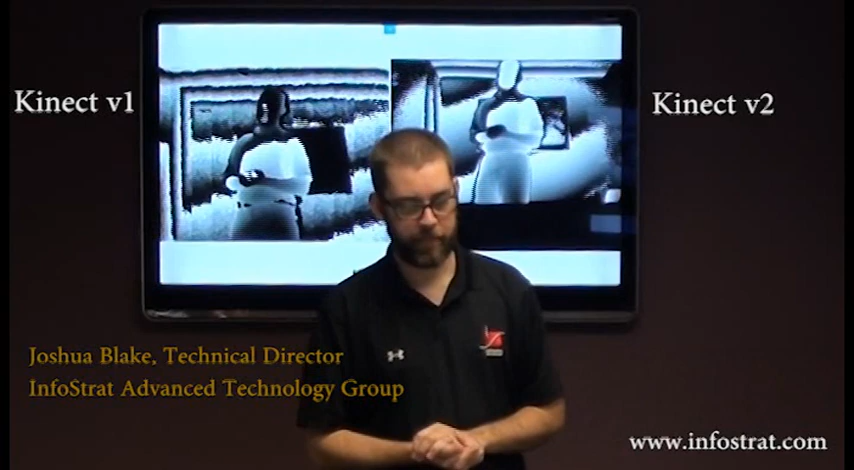 Kinect v1
Kinect v2
Joshua Blake, Technical Director
InfoStrat Advanced Technology Group
www.infostrat.com